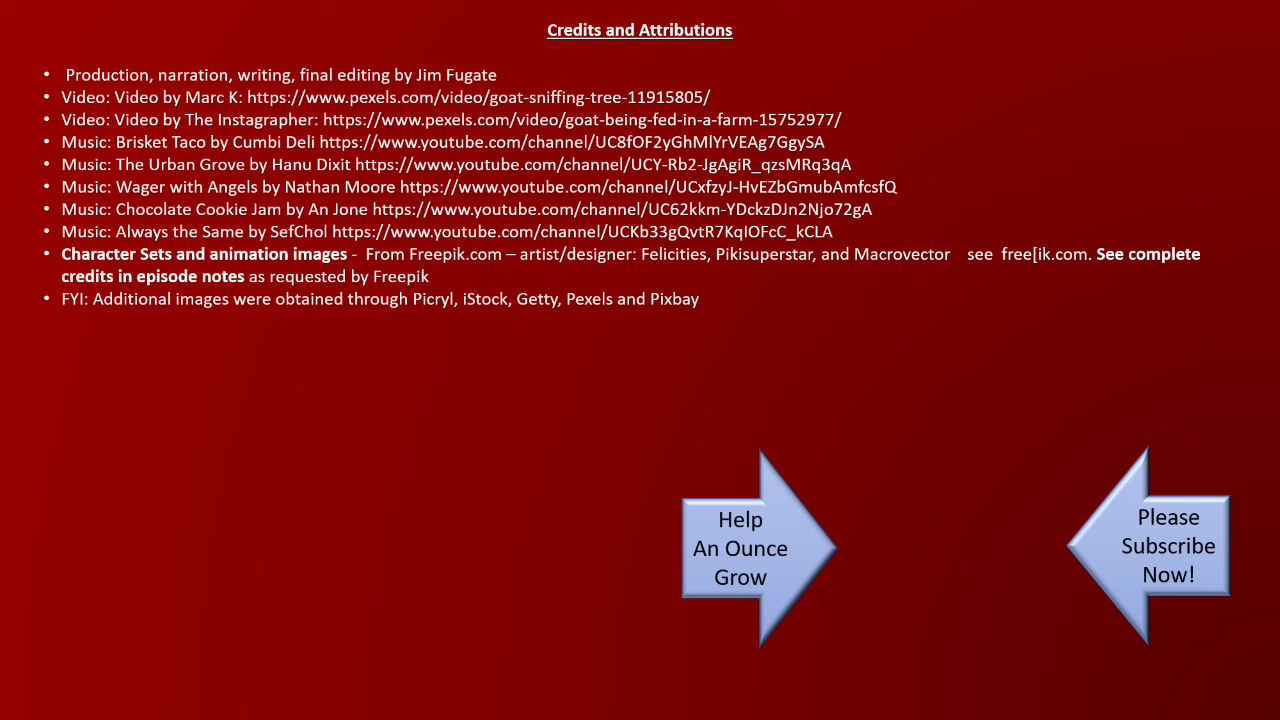 Credits and Attributions
• Production, narration, writing, final editing by Jim Fugate
• Video: Video by Marc K: https://www.pexels.com/video/goat-sniffing-tree-11915805/
• Video: Video by The Instagrapher: https://www.pexels.com/video/goat-being-fed-in-a-farm-15752977/
• Music: Brisket Taco by Cumbi Deli https://www.youtube.com/channel/UC8fOF2yGhMlYrVEAg7GgySA
• Music: The Urban Grove by Hanu Dixit https://www.youtube.com/channel/UCY-Rb2-JgAgiR_qzsMRq3qA
• Music: Wager with Angels by Nathan Moore https://www.youtube.com/channel/UCxfzyJ-HvEZbGmubAmfcsfQ
• Music: Chocolate Cookie Jam by An Jone https://www.youtube.com/channel/UC62kkm-YDckzDJn2Njo72gA
• Music: Always the Same by SefChol https://www.youtube.com/channel/UCKb33gQvtR7KqIOFcC_kCLA
• Character Sets and animation images - From Freepik.com – artist/designer: Felicities, Pikisuperstar, and Macrovector see free[ik.com. See complete
credits in episode notes as requested by Freepik
• FYI: Additional images were obtained through Picryl, iStock, Getty, Pexels and Pixbay
Help
An Ounce
Grow
Please
Subscribe
Now!